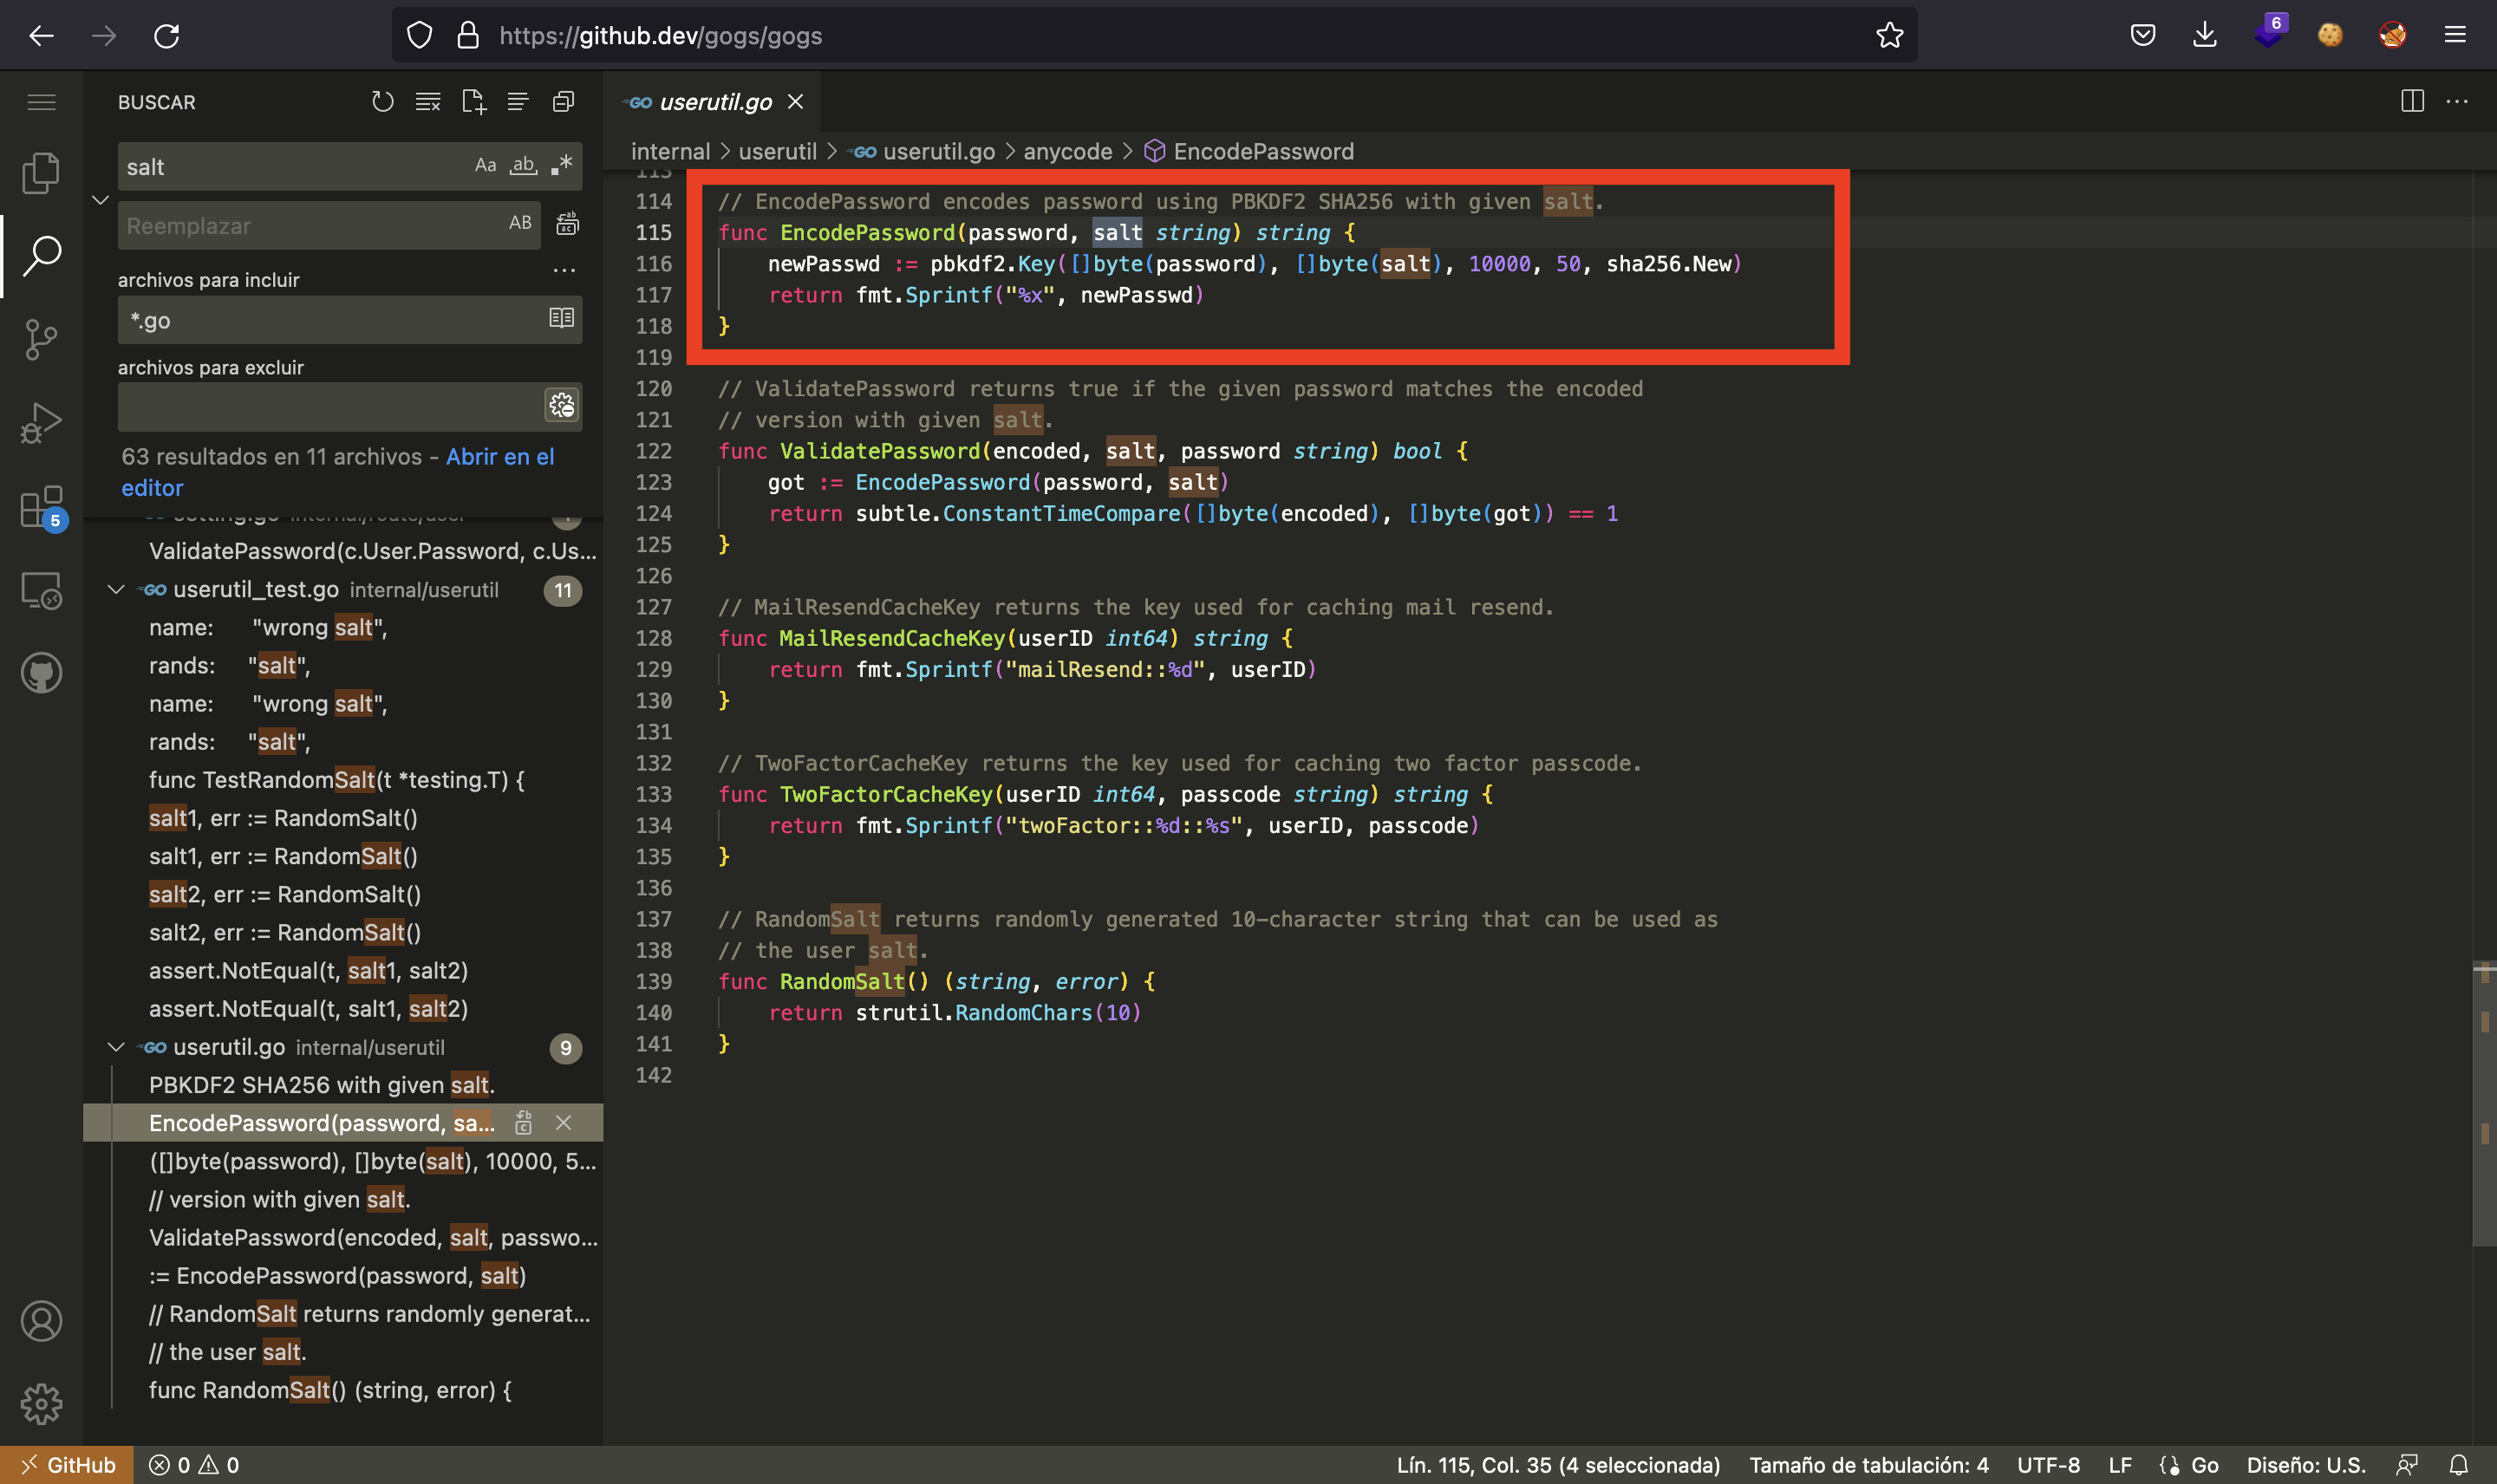 https://github.dev/gogs/gogs
6
BUSCAR
salt
Aa
ab
.*
Reemplazar
AB
archivos para incluir
...
*.go
archivos para excluir
63 resultados en 11 archivos - Abrir en el
editor
ValidatePassword(c.User.Password, c.Us...
userutil_test.go internal/userutil 11
name: "wrong salt",
rands: "salt",
name: "wrong salt",
rands: "salt",
func TestRandomSalt(t *testing.T) {
salt1, err := RandomSalt()
salt1, err := RandomSalt()
salt2, err := RandomSalt()
salt2, err := RandomSalt()
assert.NotEqual(t, salt1, salt2)
assert.NotEqual(t, salt1, salt2)
userutil.go internal/userutil 9
PBKDF2 SHA256 with given salt.
EncodePassword(password, sa...
([]byte(password), []byte(salt), 10000, 5...
// version with given salt.
ValidatePassword(encoded, salt, passwo...
:= EncodePassword(password, salt)
// RandomSalt returns randomly generat...
// the user salt.
func RandomSalt() (string, error) {
5
GO userutil.go
internal > userutil > GO userutil.go > anycode > EncodePassword
113
114 // EncodePassword encodes password using PBKDF2 SHA256 with given salt.
115 func EncodePassword(password, salt string) string {
116 newPasswd := pbkdf2.Key([]byte(password), []byte(salt), 10000, 50, sha256.New)
117 return fmt.Sprintf("%x", newPasswd)
118 }
119
120 // ValidatePassword returns true if the given password matches the encoded
121 // version with given salt.
122 func ValidatePassword(encoded, salt, password string) bool {
123 got := EncodePassword(password, salt)
124 return subtle.ConstantTimeCompare([]byte(encoded), []byte(got)) == 1
125 }
126
127 // MailResendCacheKey returns the key used for caching mail resend.
128 func MailResendCacheKey(userID int64) string {
129 return fmt.Sprintf("mailResend::%d", userID)
130 }
131
132 // TwoFactorCacheKey returns the key used for caching two factor passcode.
133 func TwoFactorCacheKey(userID int64, passcode string) string {
134 return fmt.Sprintf("twoFactor::%d::%s", userID, passcode)
135 }
136
137 // RandomSalt returns randomly generated 10-character string that can be used as
138 // the user salt.
139 func RandomSalt() (string, error) {
140 return strutil.RandomChars(10)
141 }
142
GitHub 0 0 Lín. 115, Col. 35 (4 seleccionada) Tamaño de tabulación: 4 UTF-8 LF Go Diseño: U.S.